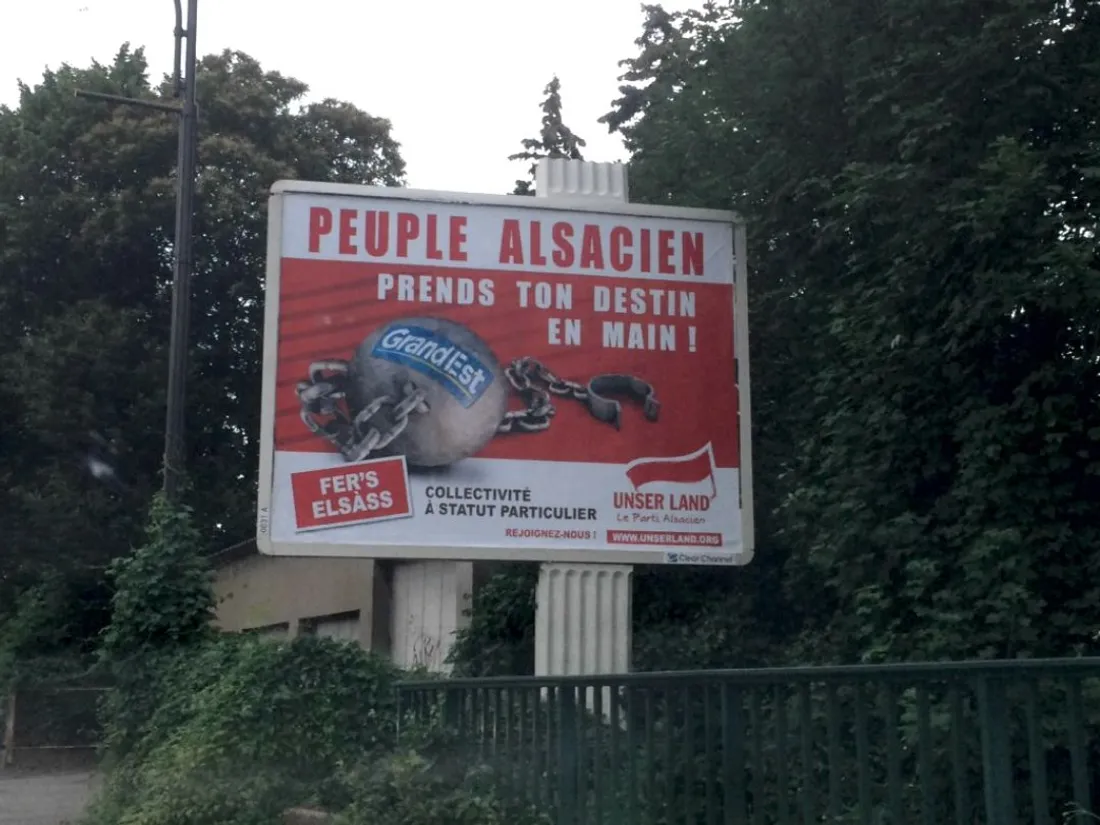 PEUPLE ALSACIEN
PRENDS TON DESTIN
EN MAIN !
GrandEst
FER'S
ELSÀSS
COLLECTIVITÉ
À STATUT PARTICULIER
REJOIGNEZ-NOUS !
UNSER LAND
Le Parti Alsacien
WWW.UNSERLAND.ORG
Clear Channel